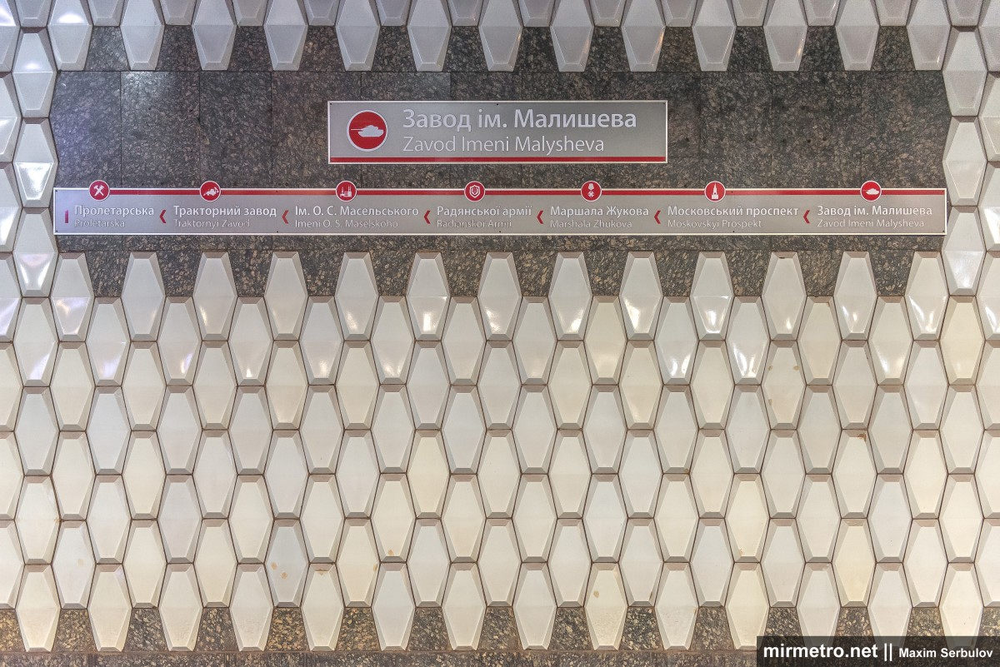 Завод ім. Малишева
Zavod Imeni Malysheva
Пролетарська ‹ Тракторний завод ‹ Ім. О. С. Масельського ‹ Радянської армії ‹ Маршала Жукова ‹ Московський проспект ‹ Завод ім. Малишева
Proletarska Traktornyi Zavod Imeni O. S. Maselskoho Radianskoi Armii Marshala Zhukova Moskovskyi Prospekt Zavod Imeni Malysheva
mirmetro.net || Maxim Serbulov